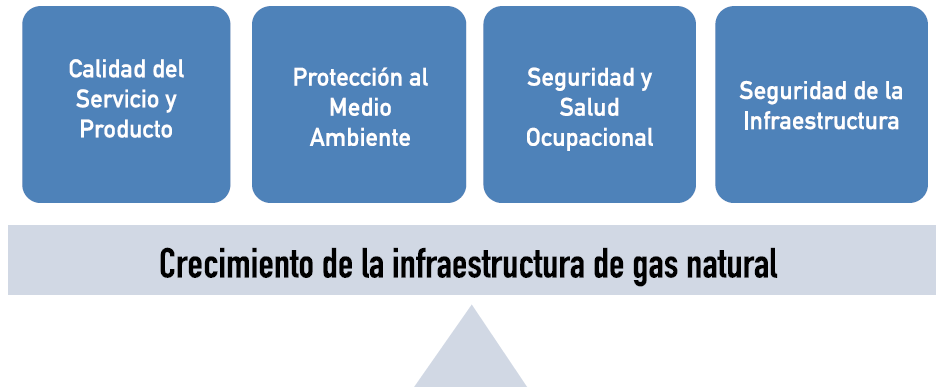 Calidad del
Servicio y
Producto
Protección al
Medio
Ambiente
Seguridad y
Salud
Ocupacional
Seguridad de la
Infraestructura
Crecimiento de la infraestructura de gas natural